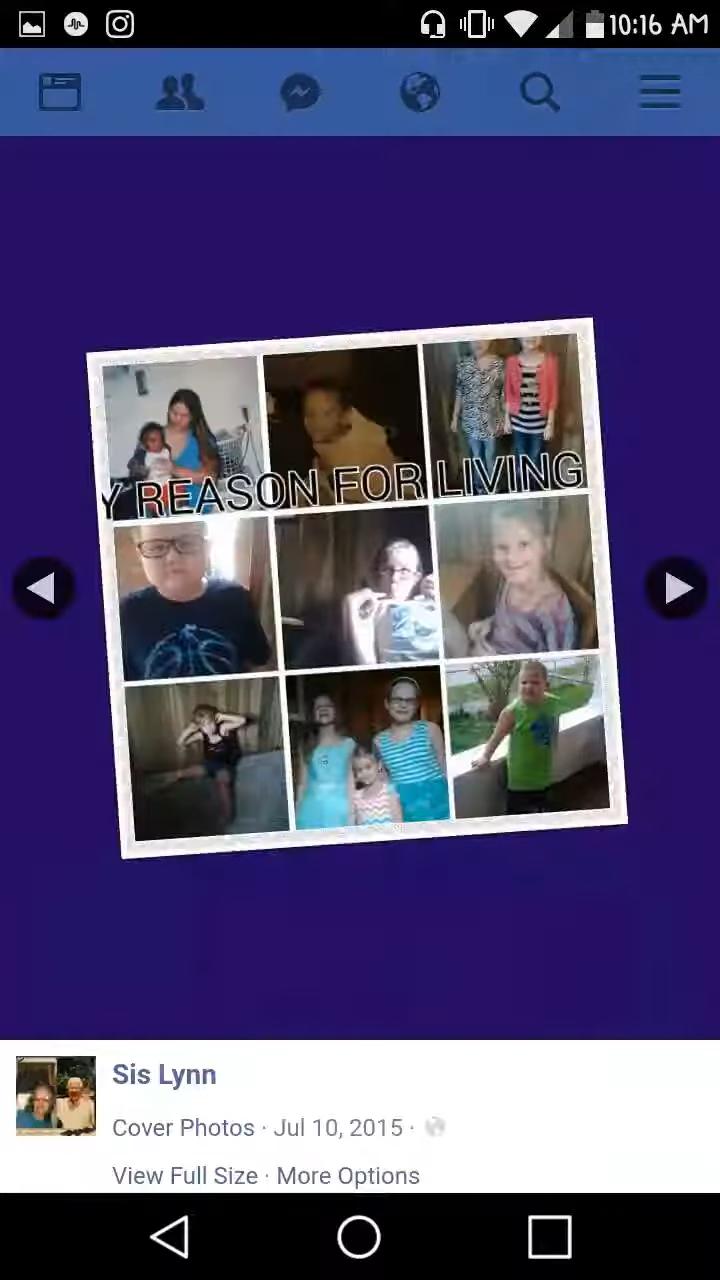 10:16 AM
Y REASON FOR LIVING
Sis Lynn
Cover Photos · Jul 10, 2015 ·
View Full Size · More Options